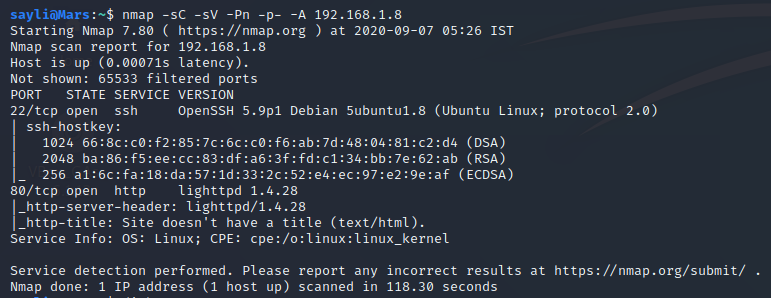 sayli@Mars:~$ nmap -sC -sV -Pn -p- -A 192.168.1.8
Starting Nmap 7.80 ( https://nmap.org ) at 2020-09-07 05:26 IST
Nmap scan report for 192.168.1.8
Host is up (0.00071s latency).
Not shown: 65533 filtered ports
PORT   STATE SERVICE VERSION
22/tcp open  ssh     OpenSSH 5.9p1 Debian 5ubuntu1.8 (Ubuntu Linux; protocol 2.0)
| ssh-hostkey:
|   1024 66:8c:c0:f2:85:7c:6c:c0:f6:ab:7d:48:04:81:c2:d4 (DSA)
|   2048 ba:86:f5:ee:cc:83:df:a6:3f:fd:c1:34:bb:7e:62:ab (RSA)
|_  256 a1:6c:fa:18:da:57:1d:33:2c:52:e4:ec:97:e2:9e:af (ECDSA)
80/tcp open  http    lighttpd 1.4.28
|_http-server-header: lighttpd/1.4.28
|_http-title: Site doesn't have a title (text/html).
Service Info: OS: Linux; CPE: cpe:/o:linux:linux_kernel

Service detection performed. Please report any incorrect results at https://nmap.org/submit/ .
Nmap done: 1 IP address (1 host up) scanned in 118.30 seconds